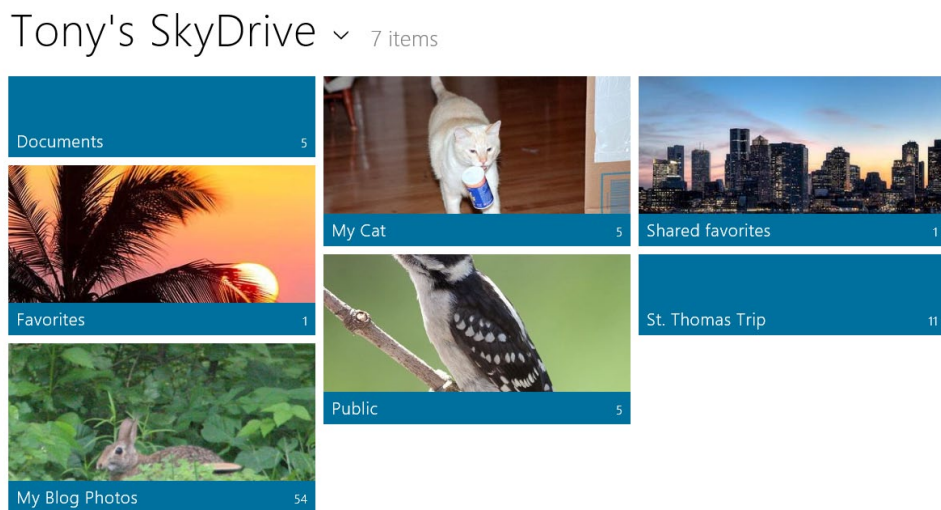 Tony's SkyDrive 7 items
Documents 5
Favorites 1
My Blog Photos 54
My Cat 5
Public 5
Shared favorites 1
St. Thomas Trip 11